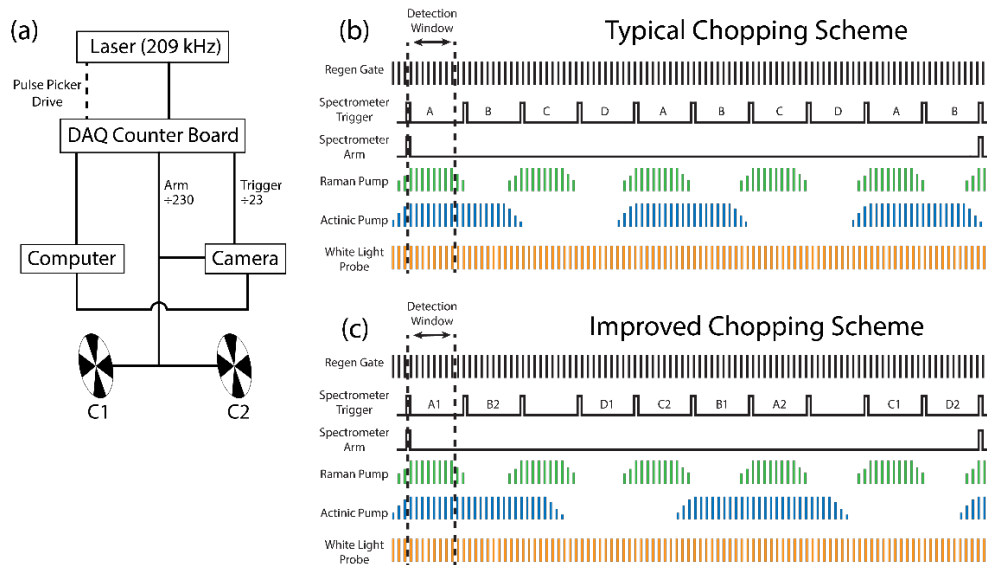 (a)
Laser (209 kHz)
Pulse Picker
Drive
DAQ Counter Board
Arm
÷230
Trigger
÷23
Computer
Camera
C1
C2
(b)
Detection
Window
Typical Chopping Scheme
Regen Gate
Spectrometer
Trigger
A B C D A B C D A B
Spectrometer
Arm
Raman Pump
Actinic Pump
White Light
Probe
(c)
Detection
Window
Improved Chopping Scheme
Regen Gate
Spectrometer
Trigger
A1 B2 D1 C2 B1 A2 C1 D2
Spectrometer
Arm
Raman Pump
Actinic Pump
White Light
Probe